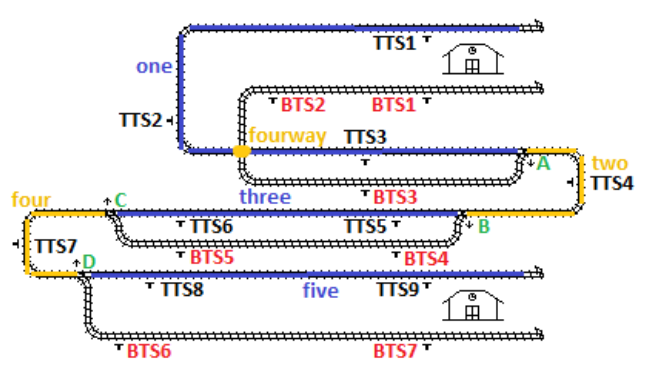 TTS1
one
BTS2 BTS1
TTS2
fourway TTS3
A two
TTS4
three BTS3
four C
TTS6 TTS5 B
TTS7
BTS5 BTS4
D
TTS8 five TTS9
BTS6 BTS7